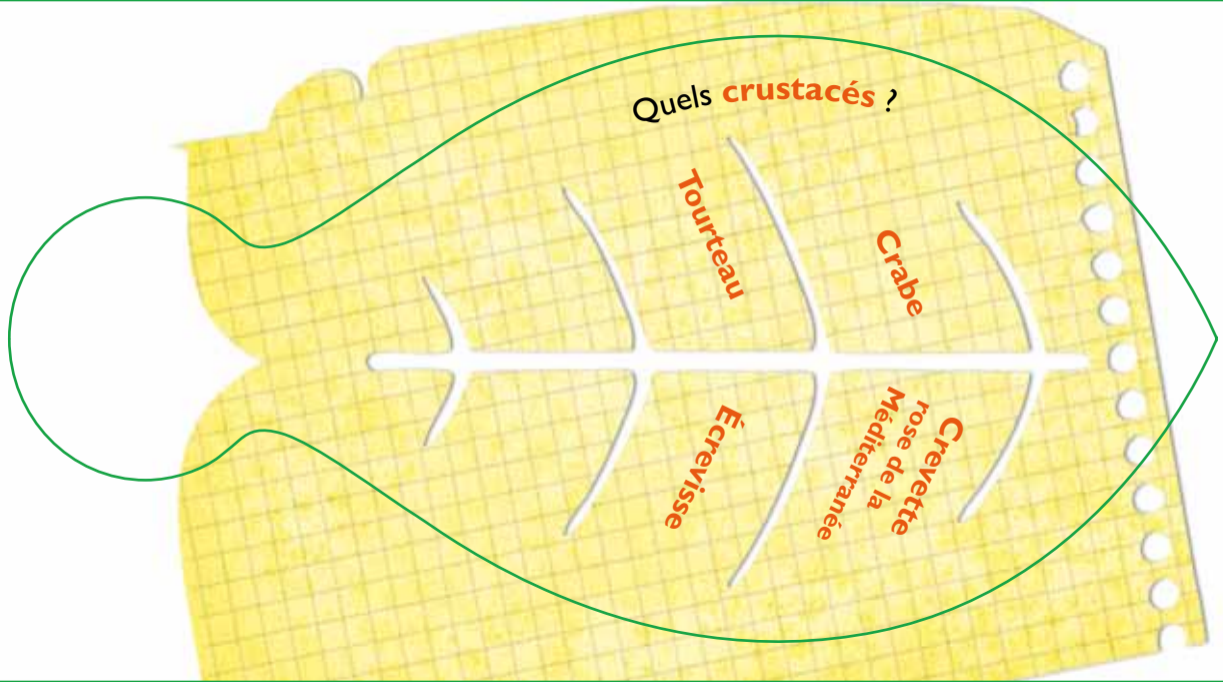 Quels crustacés ?
Tourteau
Crabe
Écrevisse
Crevette
rose de la
Méditerranée